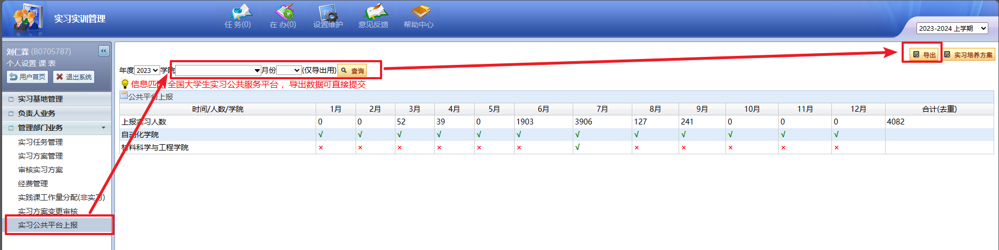 实习实训管理
任 务(0)
在 办(0)
设置维护
意见反馈
帮助中心
2023-2024 上学期
刘仁霖 (B0705787)
个人设置 课 表
用户首页
退出系统
实习基地管理
负责人业务
管理部门业务
实习任务管理
实习方案管理
审核实习方案
经费管理
实践课工作量分配(非实习)
实习方案变更审核
实习公共平台上报
导出
实习培养方案
年度 2023 学院 月份 (仅导出用) 查询
信息匹配 全国大学生实习公共服务平台 ，导出数据可直接提交
公共平台上报
时间/人数/学院 1月 2月 3月 4月 5月 6月 7月 8月 9月 10月 11月 12月 合计(去重)
上报实习人数 0 0 52 39 0 1903 3906 127 241 0 0 0 4082
自动化学院 √ √ √ √ √ √ √ √ √ √ √ √
材料科学与工程学院 × × × × × × √ × × × × ×